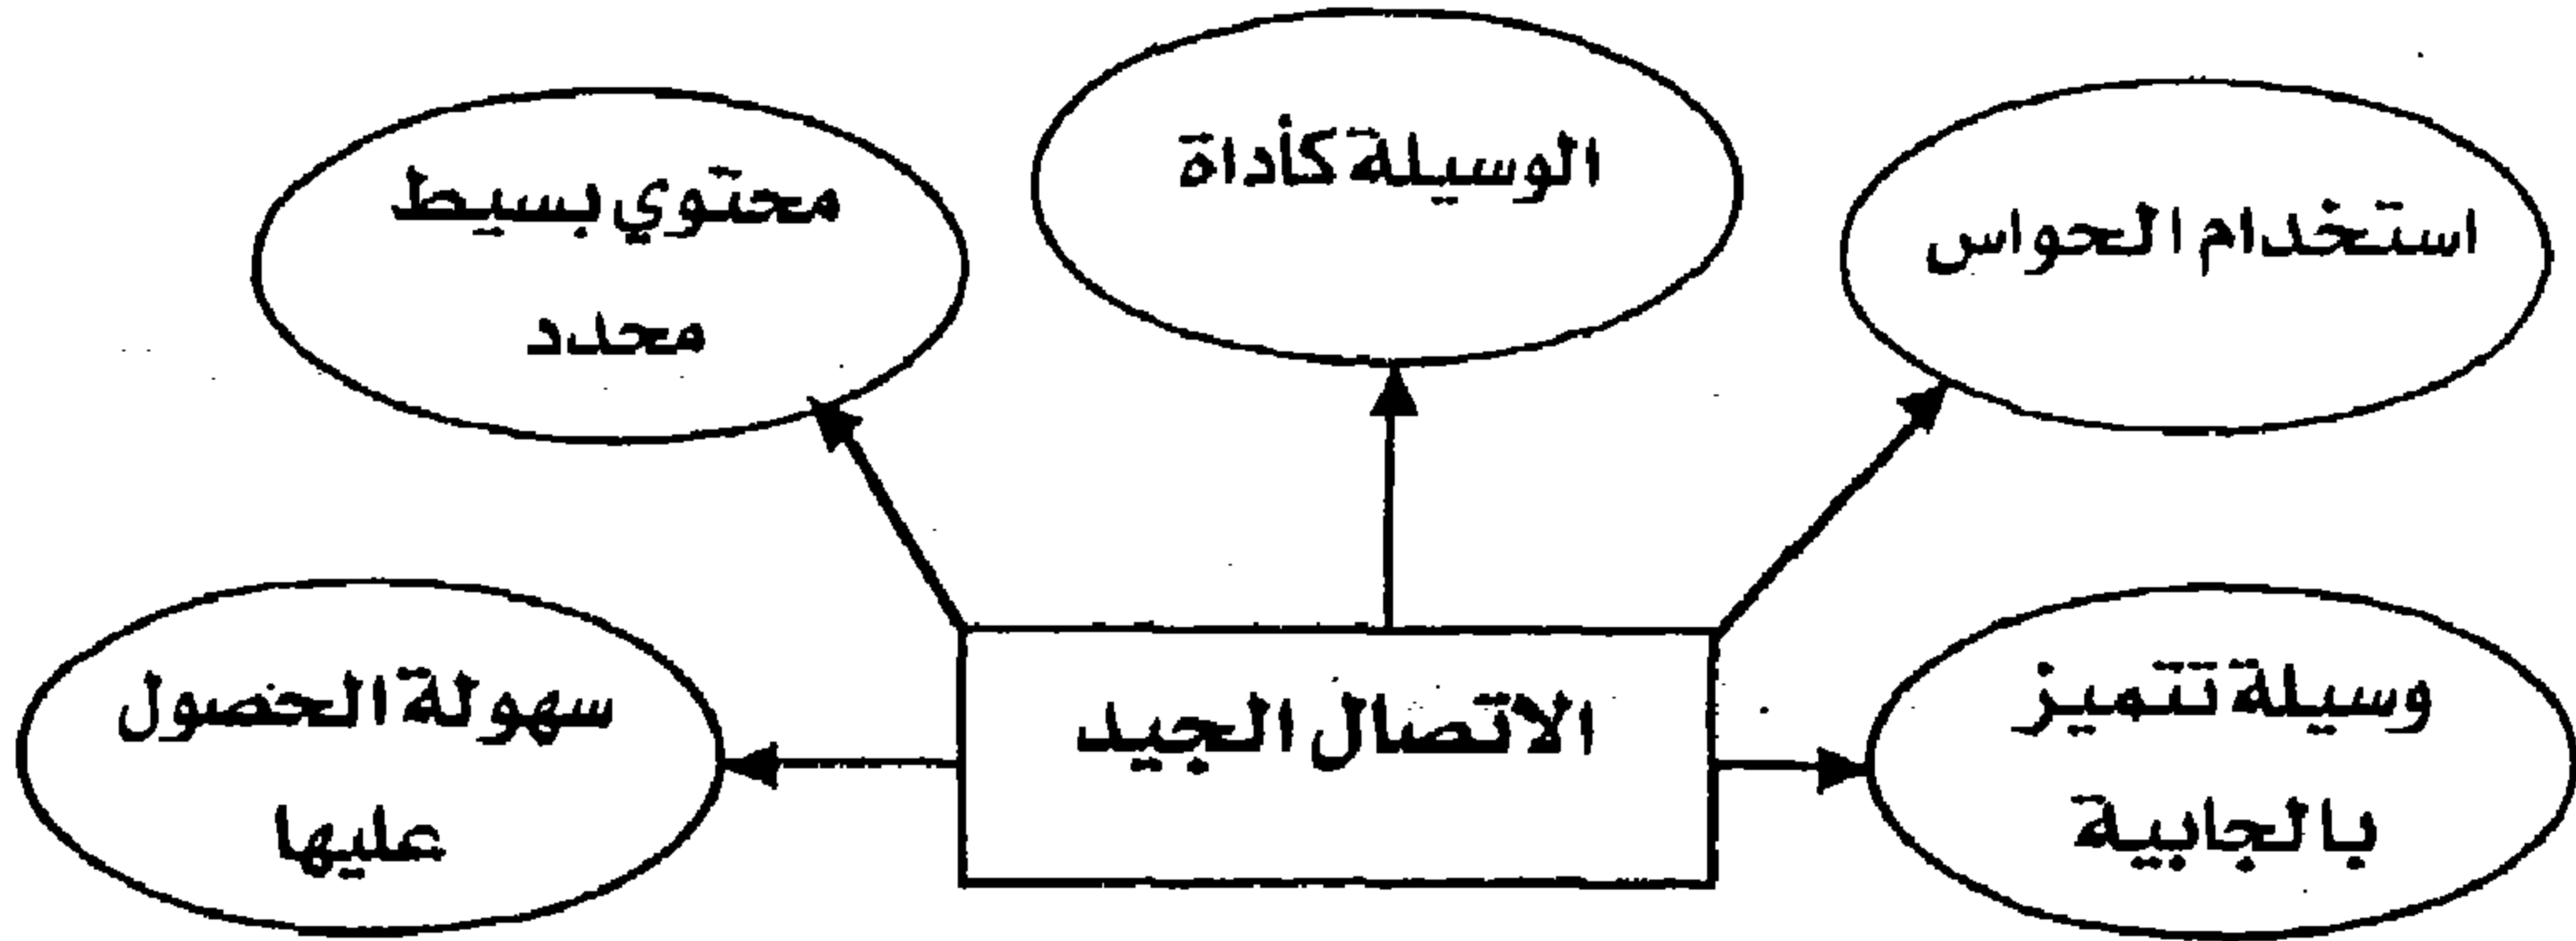 الوسيلة كأداة
استخدام الحواس
محتوي بسيط
محدد
وسيلة تتميز
بالجابية
الاتصال الجيد
سهولة الحصول
عليها